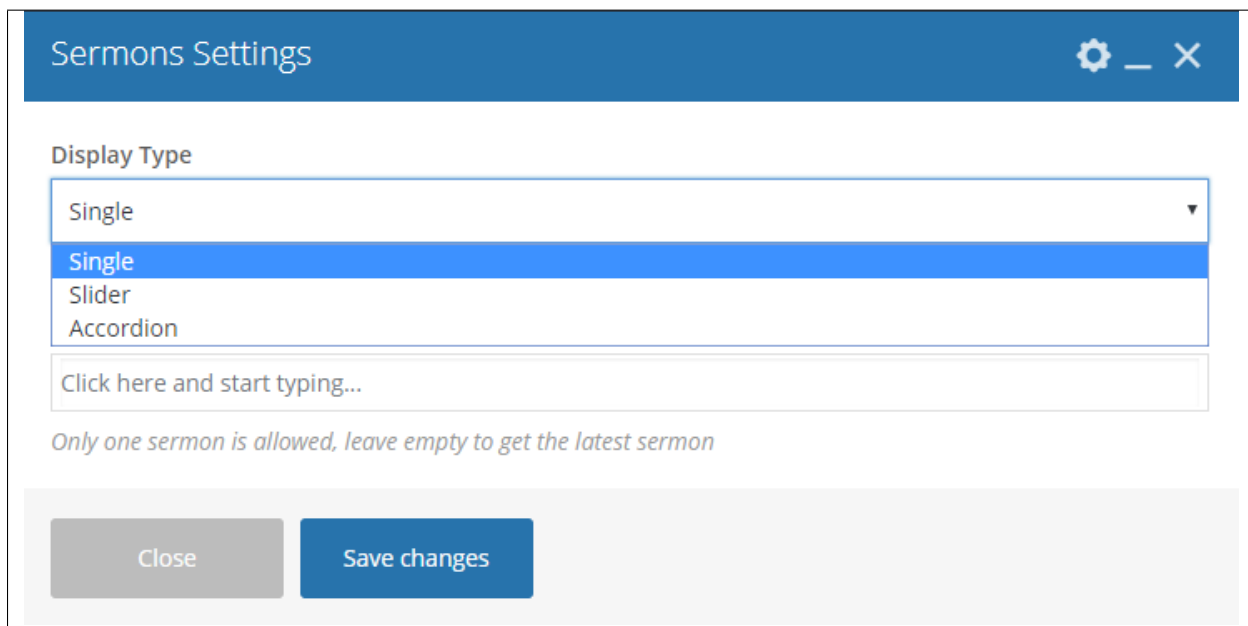 Sermons Settings
Display Type
Single
Single
Slider
Accordion
Click here and start typing...
Only one sermon is allowed, leave empty to get the latest sermon
Close Save changes